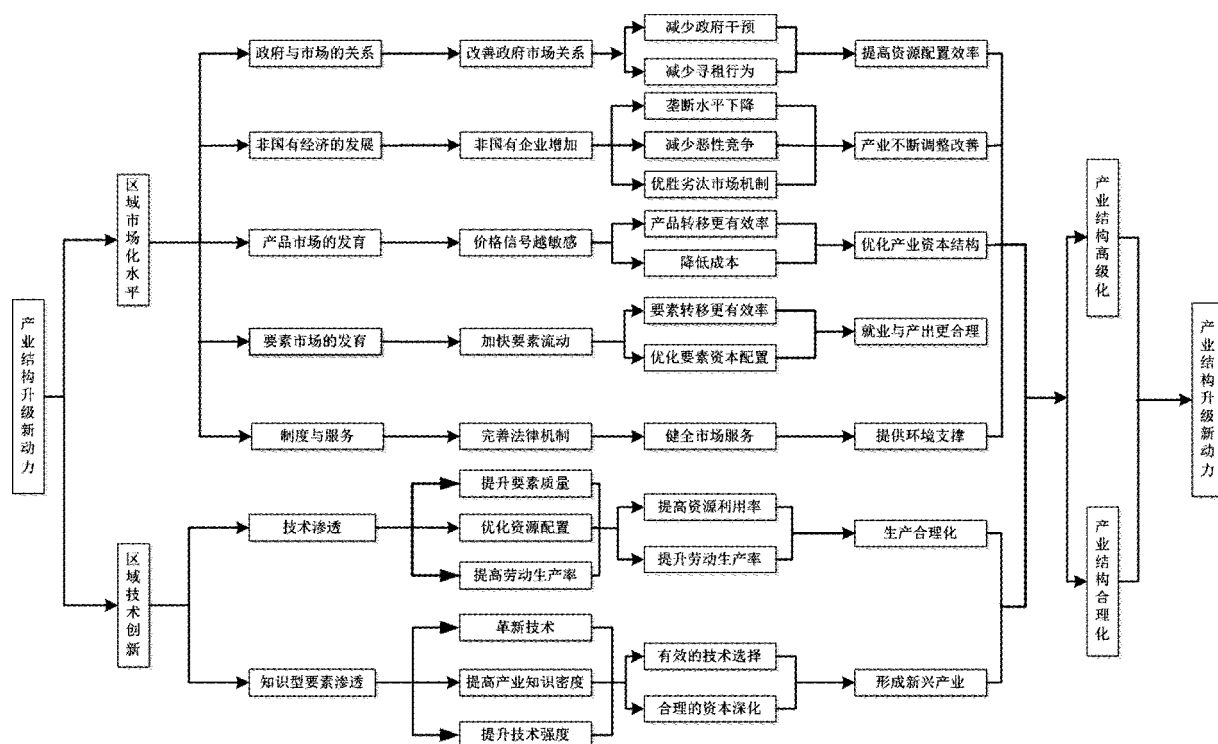 产业结构升级新动力
区域市场化水平
政府与市场的关系
改善政府市场关系
减少政府干预
减少寻租行为
提高资源配置效率
非国有经济的发展
非国有企业增加
垄断水平下降
减少恶性竞争
优胜劣汰市场机制
产业不断调整改善
产品市场的发育
价格信号越敏感
产品转移更有效率
降低成本
优化产业资本结构
要素市场的发育
加快要素流动
要素转移更有效率
优化要素资本配置
就业与产出更合理
制度与服务
完善法律机制
健全市场服务
提供环境支撑
区域技术创新
技术渗透
提升要素质量
优化资源配置
提高劳动生产率
提高资源利用率
提升劳动生产率
生产合理化
知识型要素渗透
革新技术
提高产业知识密度
提升技术强度
有效的技术选择
合理的资本深化
形成新兴产业
产业结构高级化
产业结构合理化
产业结构升级新动力